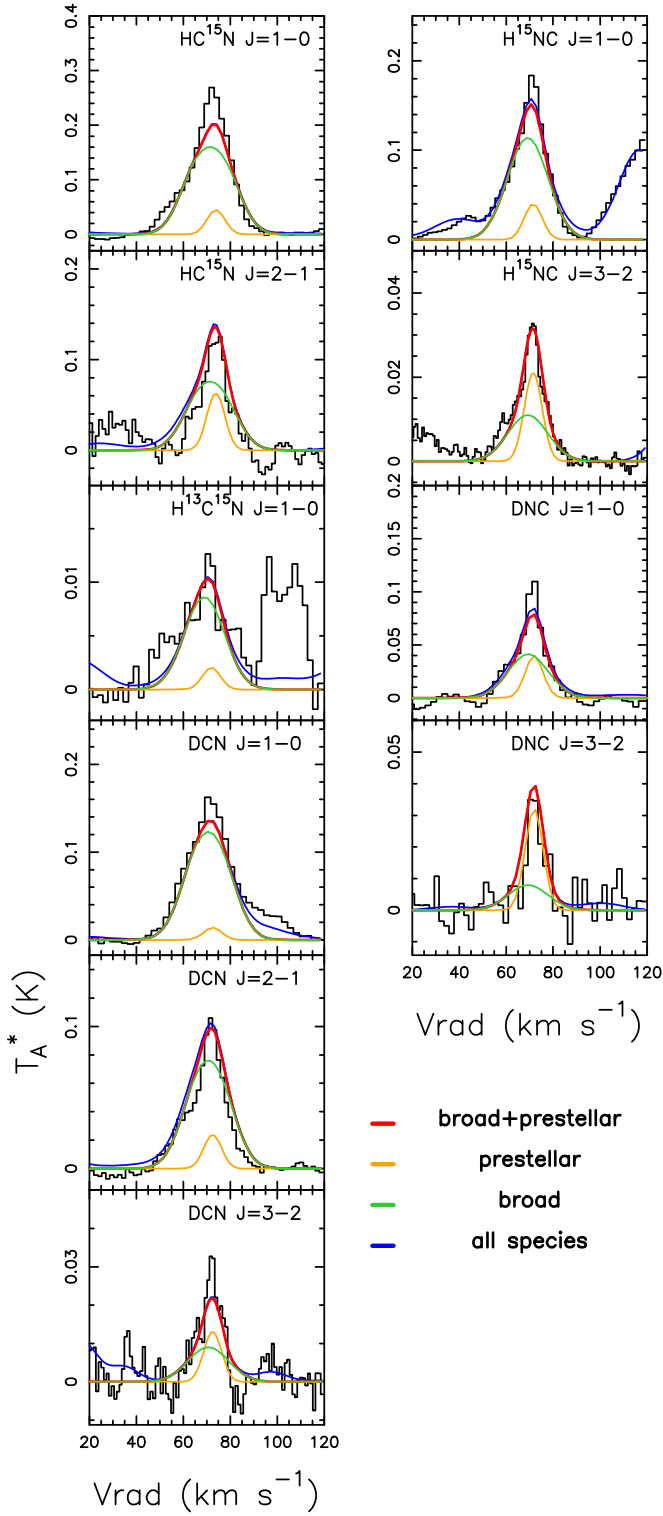 HC¹⁵N J=1−0
0.4
0.3
0.2
0.1
0
HC¹⁵N J=2−1
0.2
0.1
0
H¹³C¹⁵N J=1−0
0.01
0
DCN J=1−0
0.2
0.1
0
DCN J=2−1
0.1
0
DCN J=3−2
0.03
0
20 40 60 80 100 120
Vrad (km s⁻¹)
T_A* (K)
H¹⁵NC J=1−0
0.2
0.1
0
H¹⁵NC J=3−2
0.04
0.02
0
DNC J=1−0
0.2
0.15
0.1
0.05
0
DNC J=3−2
0.05
0
20 40 60 80 100 120
Vrad (km s⁻¹)
broad+prestellar
prestellar
broad
all species